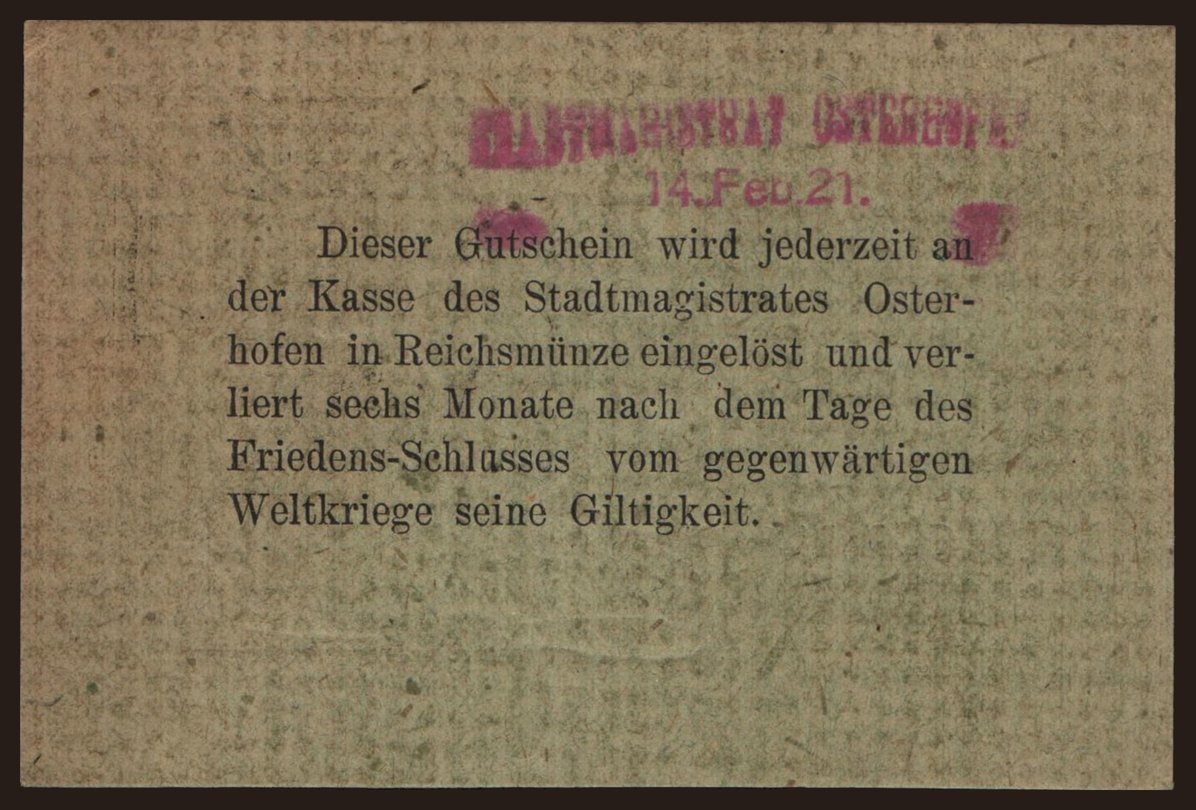 STADTMAGISTRAT OSTERHOFEN
14. Feb. 21.
Dieser Gutschein wird jederzeit an
der Kasse des Stadtmagistrates Oster-
hofen in Reichsmünze eingelöst und ver-
liert sechs Monate nach dem Tage des
Friedens-Schlusses vom gegenwärtigen
Weltkriege seine Giltigkeit.